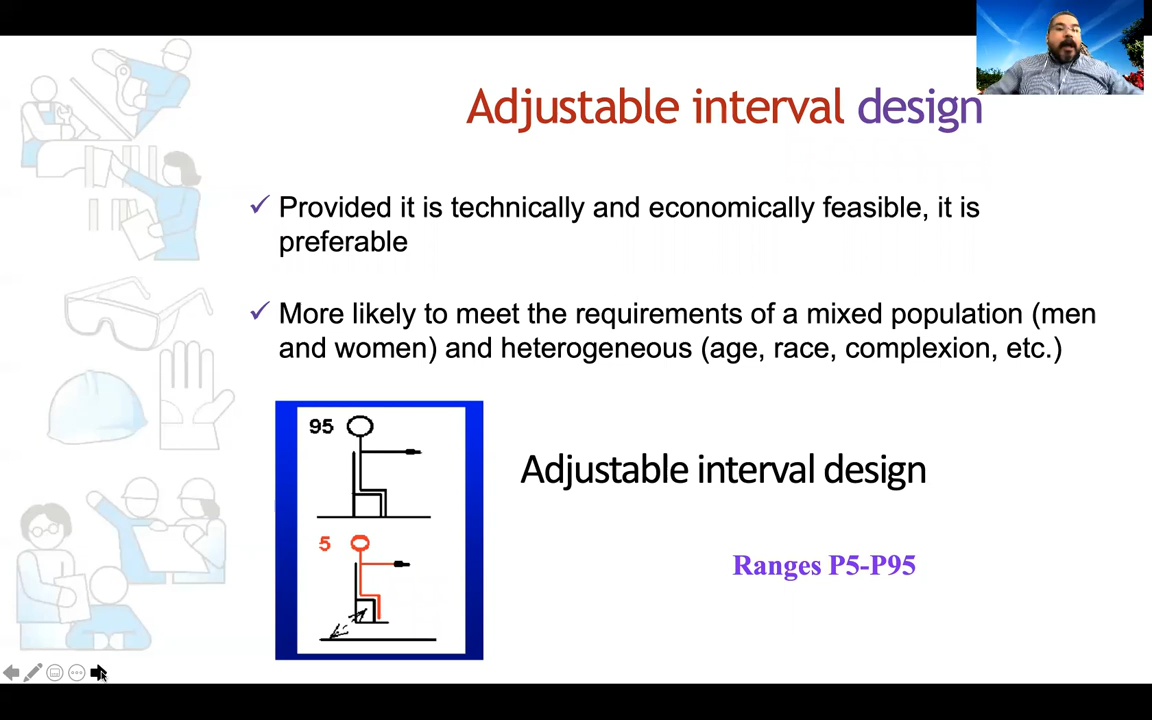 Adjustable interval design
✓ Provided it is technically and economically feasible, it is
preferable
✓ More likely to meet the requirements of a mixed population (men
and women) and heterogeneous (age, race, complexion, etc.)
95
5
Adjustable interval design
Ranges P5-P95